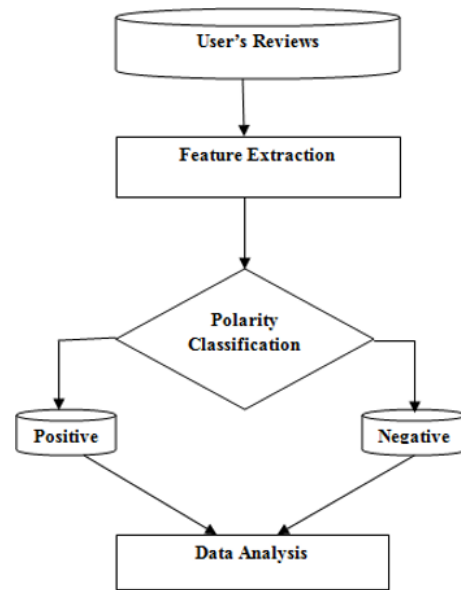 User's Reviews
Feature Extraction
Polarity
Classification
Positive
Negative
Data Analysis